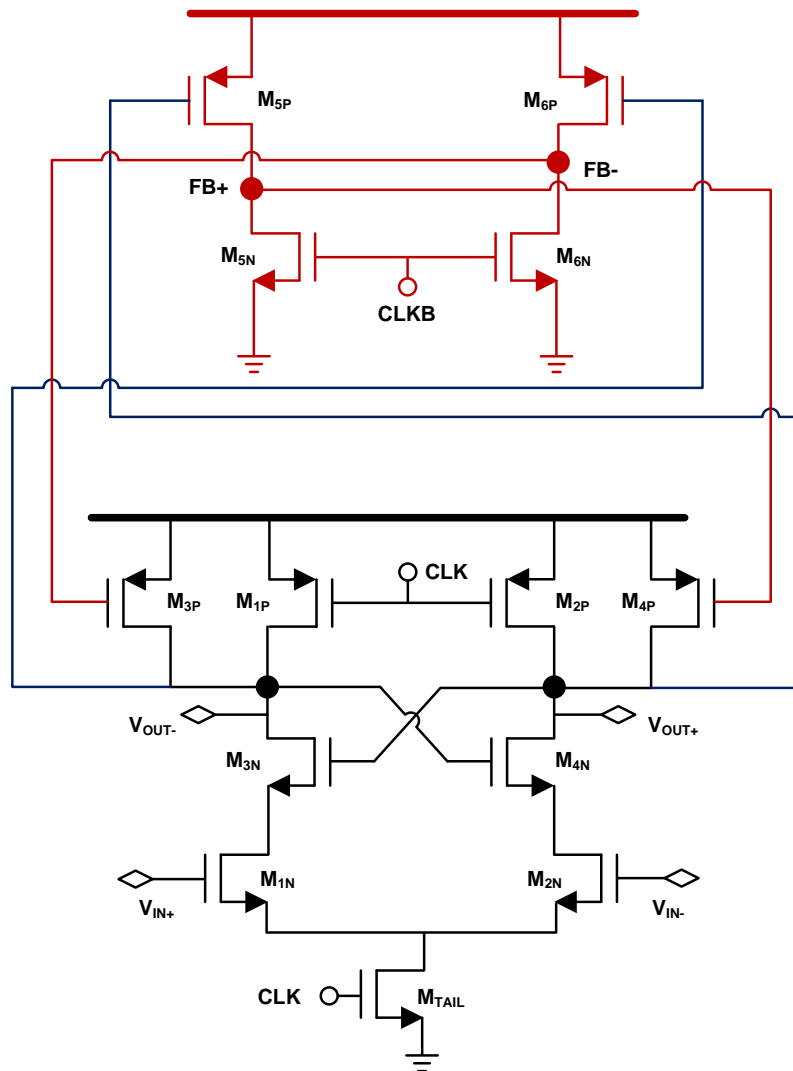 M5P
M6P
FB+
FB-
M5N
M6N
CLKB
CLK
M3P
M1P
M2P
M4P
VOUT-
VOUT+
M3N
M4N
M1N
M2N
VIN+
VIN-
CLK
MTAIL